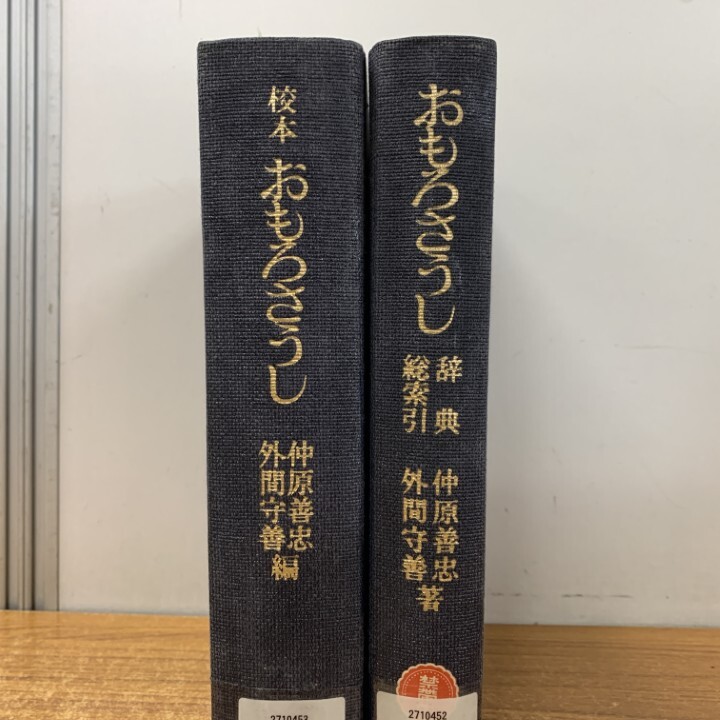 校本
おもろさうし
仲原善忠
外間守善
編
2710453
おもろさうし
辞典
総索引
仲原善忠
外間守善
著
禁
2710452